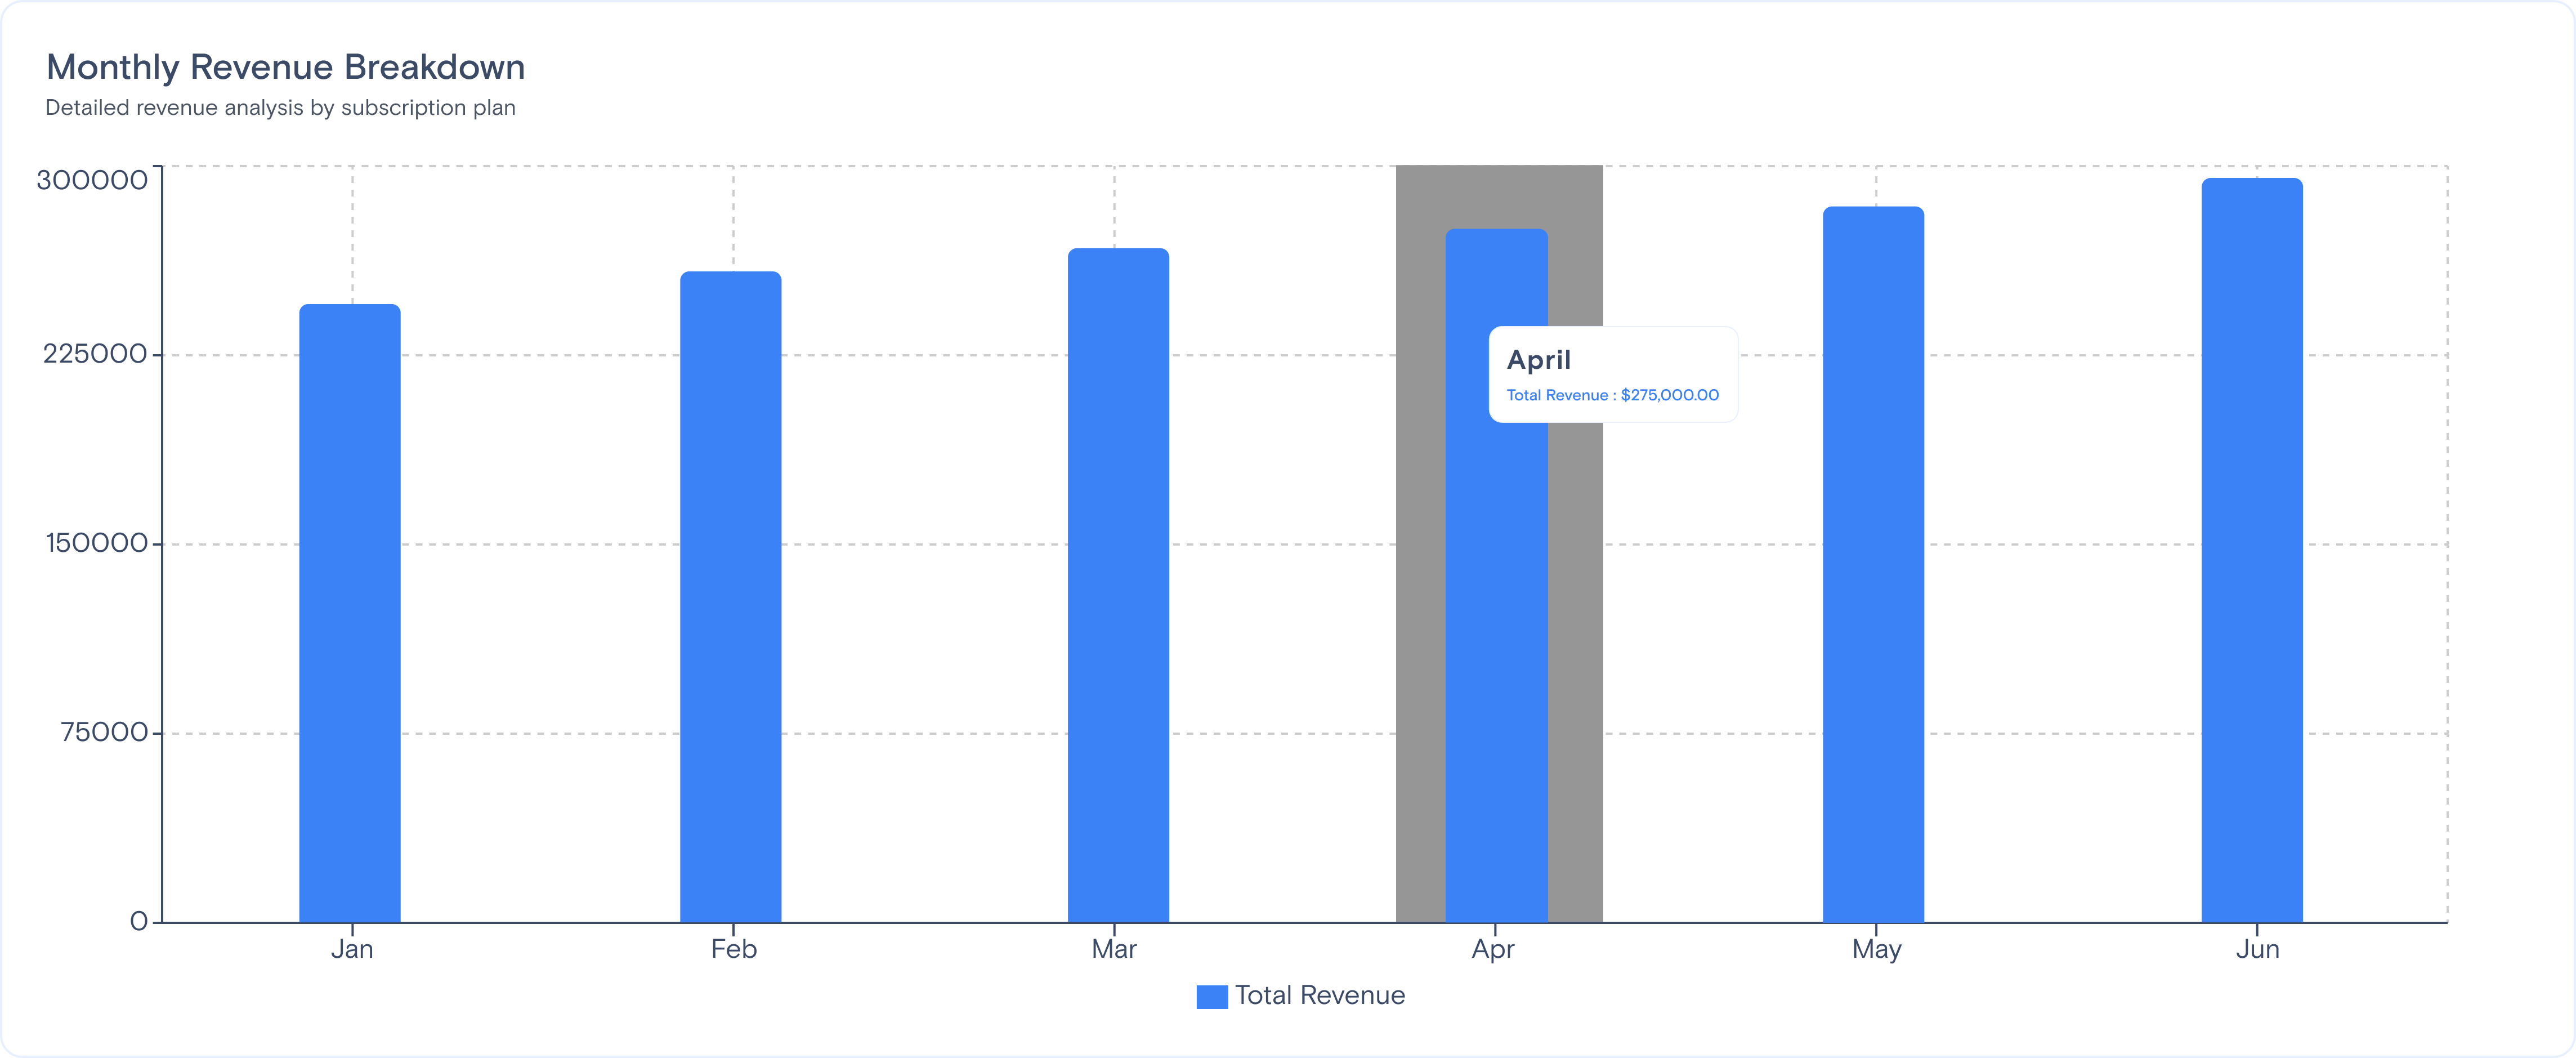 Monthly Revenue Breakdown
Detailed revenue analysis by subscription plan
300000
225000
150000
75000
0
April
Total Revenue : $275,000.00
Jan Feb Mar Apr May Jun
Total Revenue